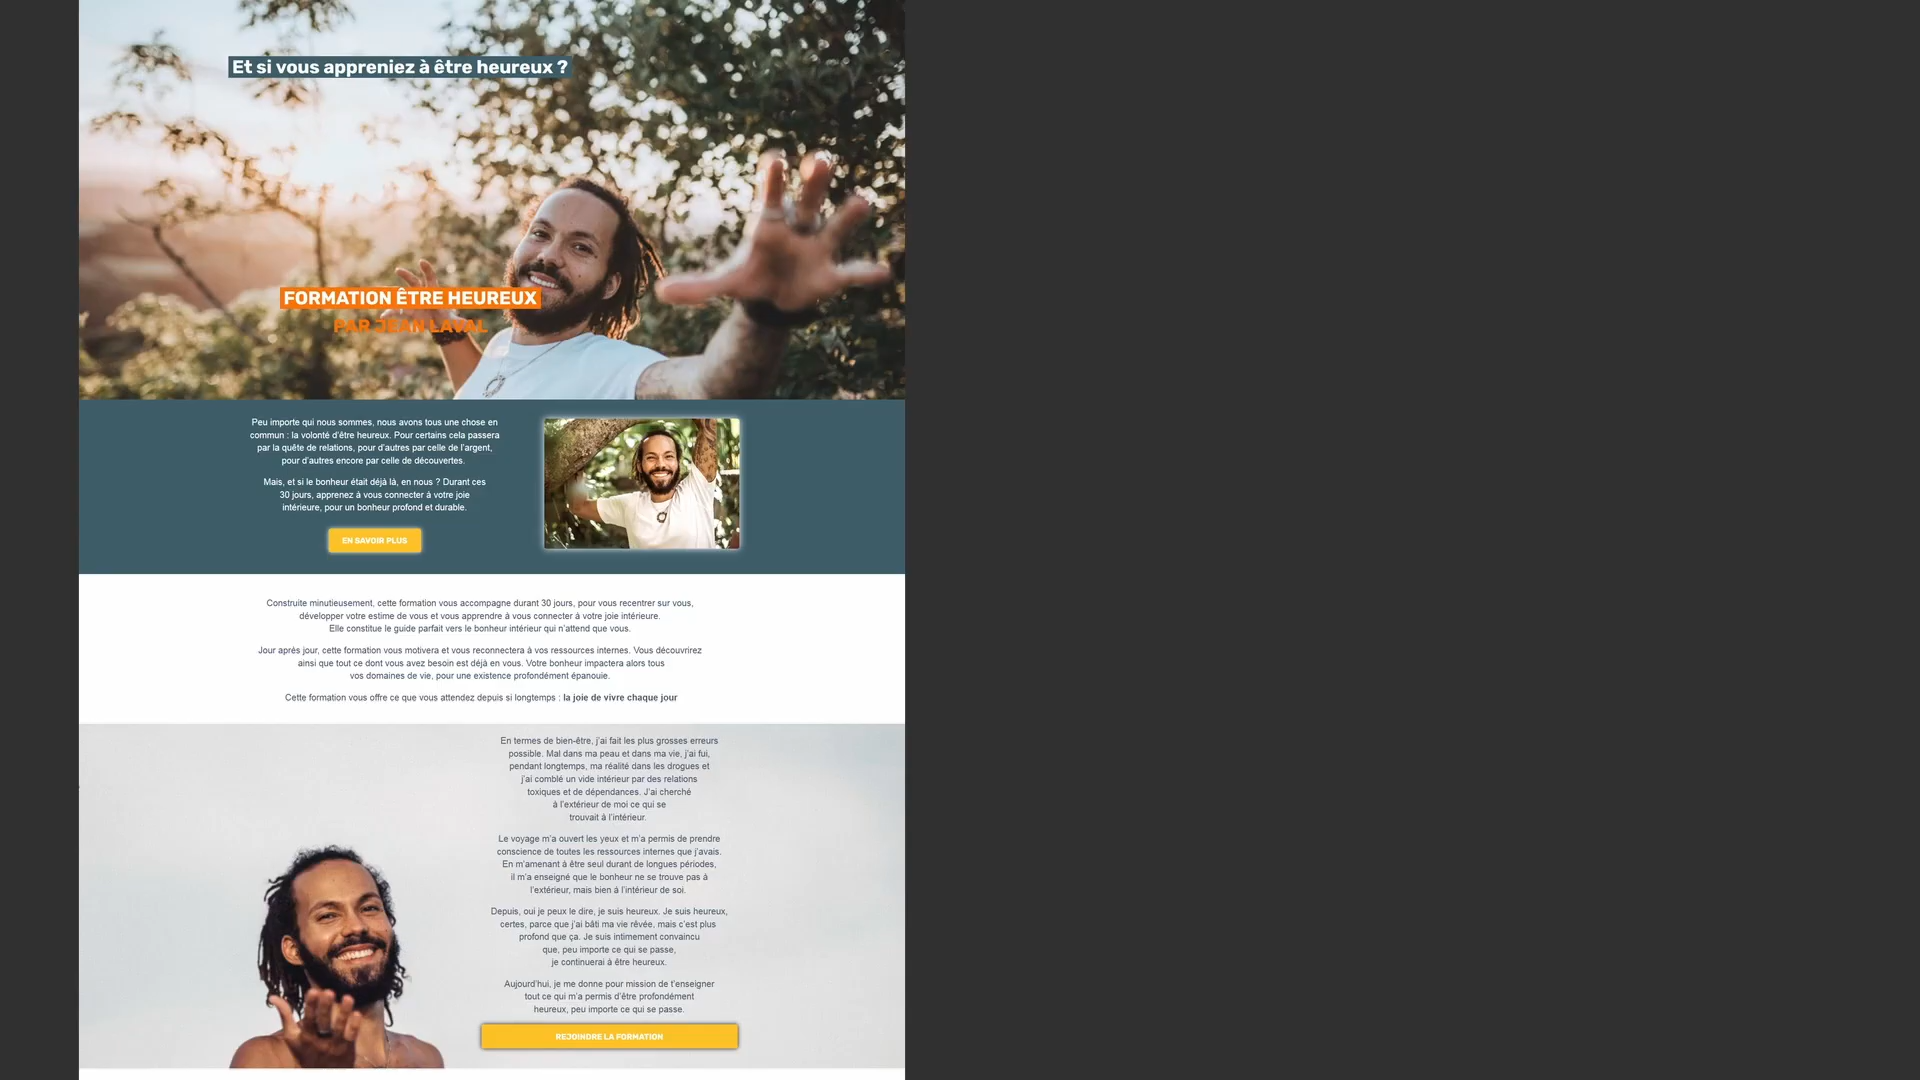 Et si vous appreniez à être heureux ?
FORMATION ÊTRE HEUREUX
PAR JEAN LAVAL
Peu importe qui nous sommes, nous avons tous une chose en
commun : la volonté d'être heureux. Pour certains cela passera
par la quête de relations, pour d'autres par celle de l'argent,
pour d'autres encore par celle de découvertes.
Mais, et si le bonheur était déjà là, en nous ? Durant ces
30 jours, apprenez à vous connecter à votre joie
intérieure, pour un bonheur profond et durable.
EN SAVOIR PLUS
Construite minutieusement, cette formation vous accompagne durant 30 jours, pour vous recentrer sur vous,
développer votre estime de vous et vous apprendre à vous connecter à votre joie intérieure.
Elle constitue le guide parfait vers le bonheur intérieur qui n'attend que vous.
Jour après jour, cette formation vous motivera et vous reconnectera à vos ressources internes. Vous découvrirez
ainsi que tout ce dont vous avez besoin est déjà en vous. Votre bonheur impactera alors tous
vos domaines de vie, pour une existence profondément épanouie.
Cette formation vous offre ce que vous attendez depuis si longtemps : la joie de vivre chaque jour
En termes de bien-être, j'ai fait les plus grosses erreurs
possible. Mal dans ma peau et dans ma vie, j'ai fui,
pendant longtemps, ma réalité dans les drogues et
j'ai comblé un vide intérieur par des relations
toxiques et de dépendances. J'ai cherché
à l'extérieur de moi ce qui se
trouvait à l'intérieur.
Le voyage m'a ouvert les yeux et m'a permis de prendre
conscience de toutes les ressources internes que j'avais.
En m'amenant à être seul durant de longues périodes,
il m'a enseigné que le bonheur ne se trouve pas à
l'extérieur, mais bien à l'intérieur de soi.
Depuis, oui je peux le dire, je suis heureux. Je suis heureux,
certes, parce que j'ai bâti ma vie rêvée, mais c'est plus
profond que ça. Je suis intimement convaincu
que, peu importe ce qui se passe,
je continuerai à être heureux.
Aujourd'hui, je me donne pour mission de t'enseigner
tout ce qui m'a permis d'être profondément
heureux, peu importe ce qui se passe.
REJOINDRE LA FORMATION